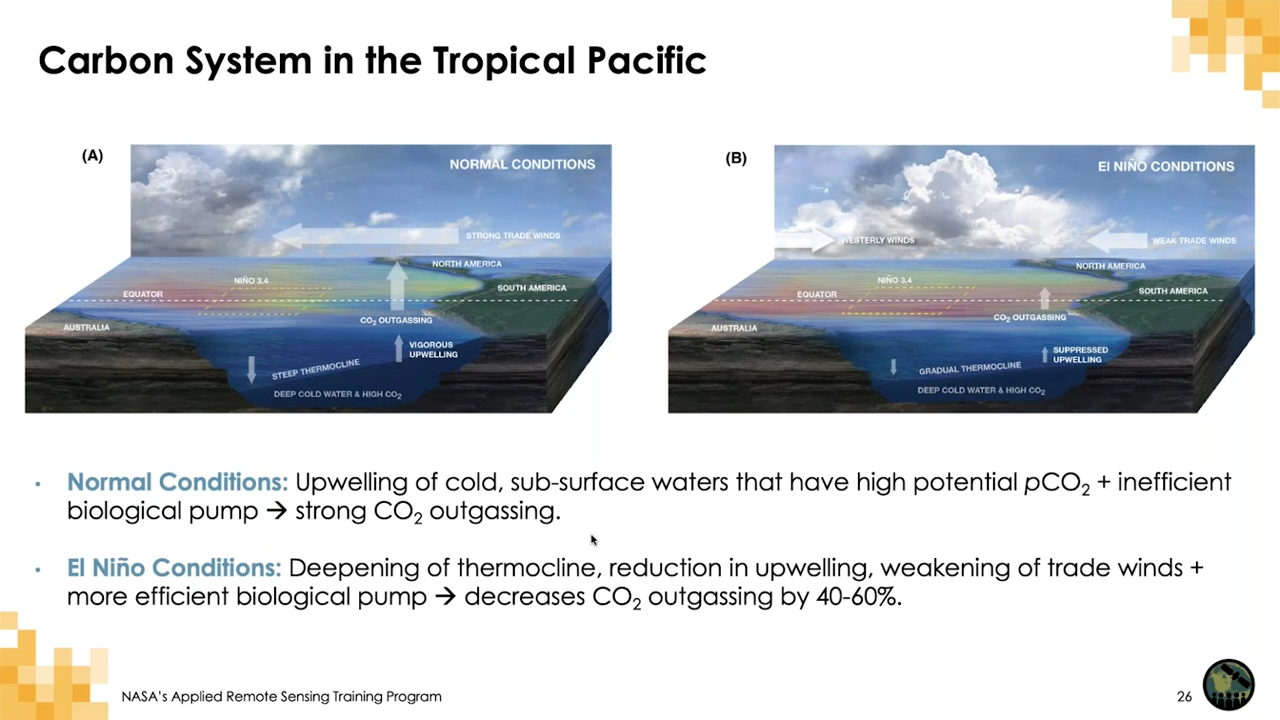 Carbon System in the Tropical Pacific
(A)
NORMAL CONDITIONS
STRONG TRADE WINDS
NORTH AMERICA
NIÑO 3.4
SOUTH AMERICA
EQUATOR
CO₂ OUTGASSING
AUSTRALIA
VIGOROUS
UPWELLING
STEEP THERMOCLINE
DEEP COLD WATER & HIGH CO₂
(B)
El NIÑO CONDITIONS
WESTERLY WINDS
WEAK TRADE WINDS
NORTH AMERICA
NIÑO 3.4
SOUTH AMERICA
EQUATOR
CO₂ OUTGASSING
AUSTRALIA
SUPPRESSED
UPWELLING
GRADUAL THERMOCLINE
DEEP COLD WATER & HIGH CO₂
• Normal Conditions: Upwelling of cold, sub-surface waters that have high potential pCO₂ + inefficient
biological pump → strong CO₂ outgassing.
• El Niño Conditions: Deepening of thermocline, reduction in upwelling, weakening of trade winds +
more efficient biological pump → decreases CO₂ outgassing by 40-60%.
NASA's Applied Remote Sensing Training Program
26